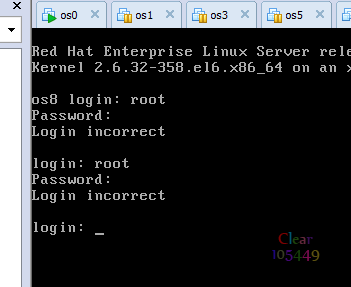 os0 × os1 × os3 × os5
Red Hat Enterprise Linux Server rele
Kernel 2.6.32-358.el6.x86_64 on an x
os8 login: root
Password:
Login incorrect
login: root
Password:
Login incorrect
login: _
Clear
105449